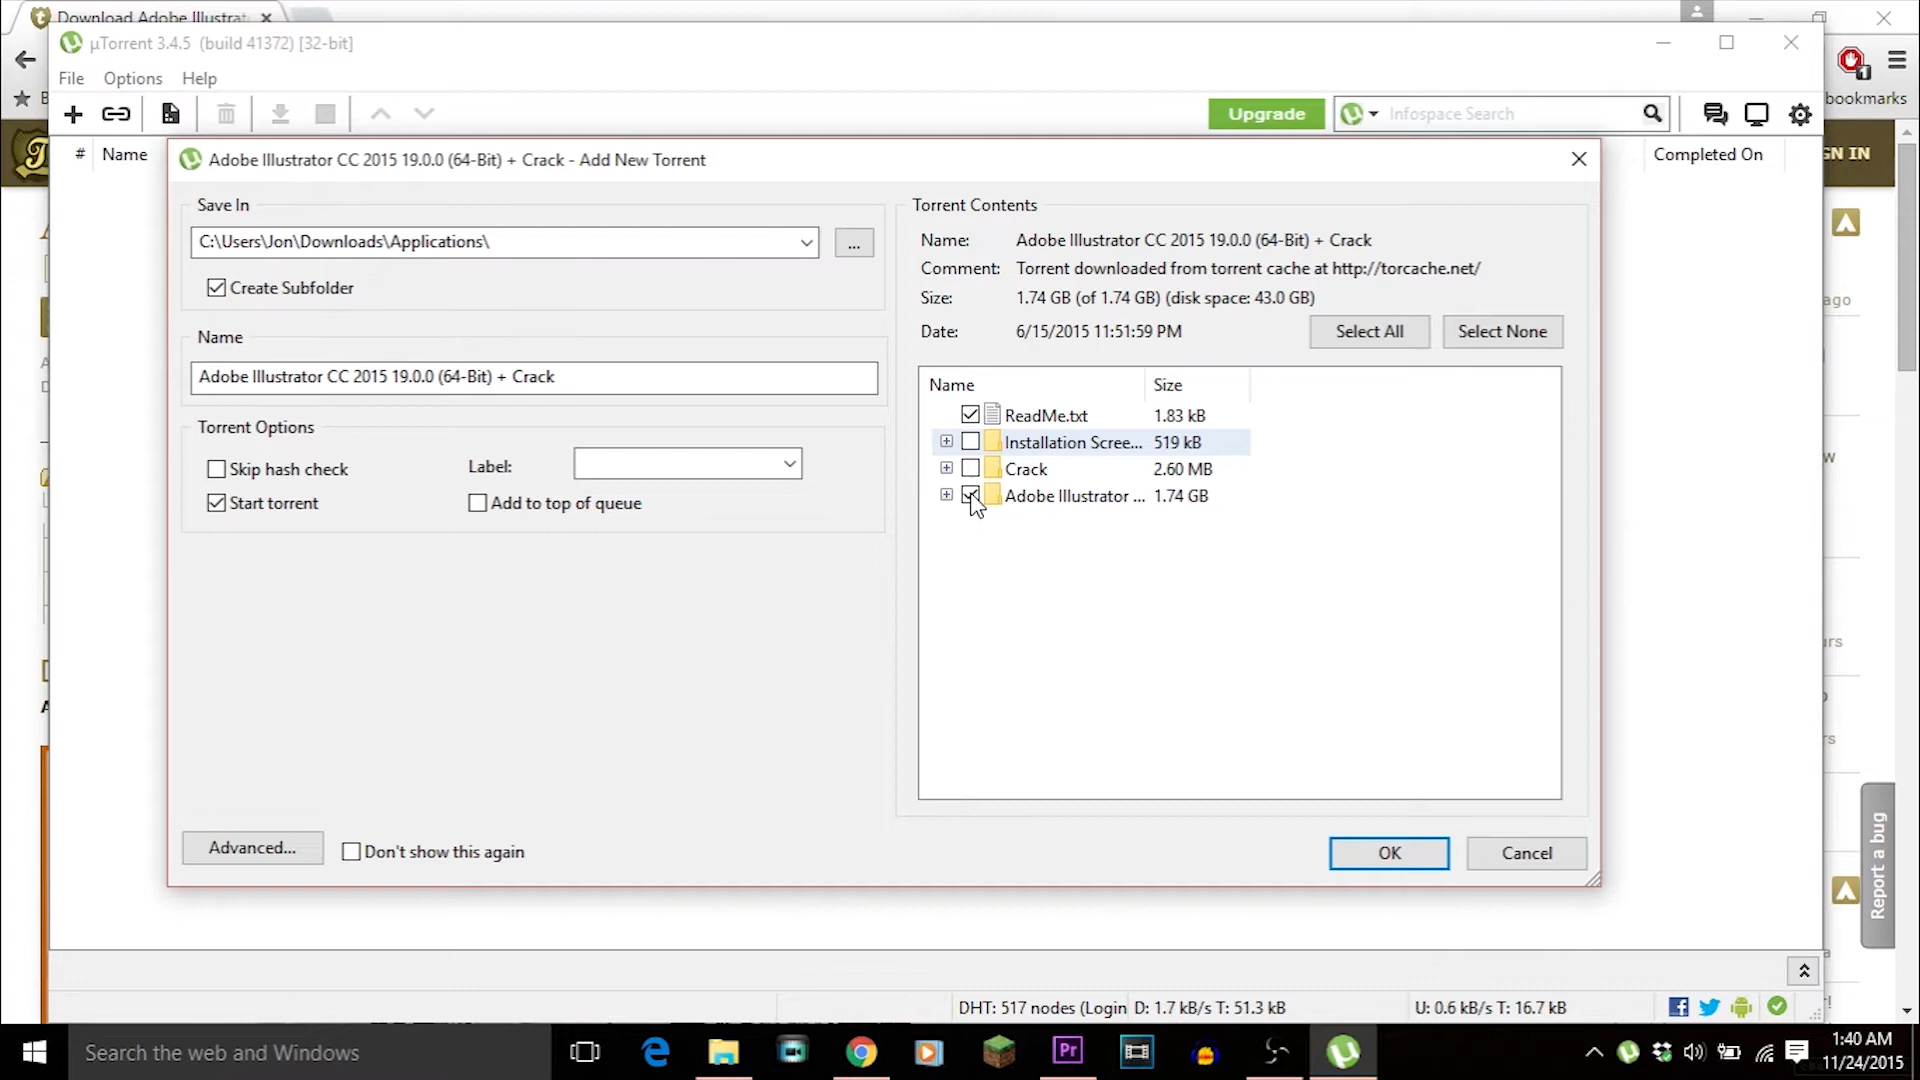 Download Adobe Illustrat
µTorrent 3.4.5 (build 41372) [32-bit]
File Options Help
Upgrade
Infospace Search
bookmarks
# Name
Completed On
SIGN IN
Adobe Illustrator CC 2015 19.0.0 (64-Bit) + Crack - Add New Torrent
Save In
C:\Users\Jon\Downloads\Applications\
...
Create Subfolder
Name
Adobe Illustrator CC 2015 19.0.0 (64-Bit) + Crack
Torrent Options
Skip hash check
Label:
Start torrent
Add to top of queue
Torrent Contents
Name: Adobe Illustrator CC 2015 19.0.0 (64-Bit) + Crack
Comment: Torrent downloaded from torrent cache at http://torcache.net/
Size: 1.74 GB (of 1.74 GB) (disk space: 43.0 GB)
Date: 6/15/2015 11:51:59 PM
Select All
Select None
Name Size
ReadMe.txt 1.83 kB
Installation Scree... 519 kB
Crack 2.60 MB
Adobe Illustrator ... 1.74 GB
ago
Advanced...
Don't show this again
OK
Cancel
Report a bug
DHT: 517 nodes (Login D: 1.7 kB/s T: 51.3 kB U: 0.6 kB/s T: 16.7 kB
Search the web and Windows
Pr
1:40 AM
11/24/2015